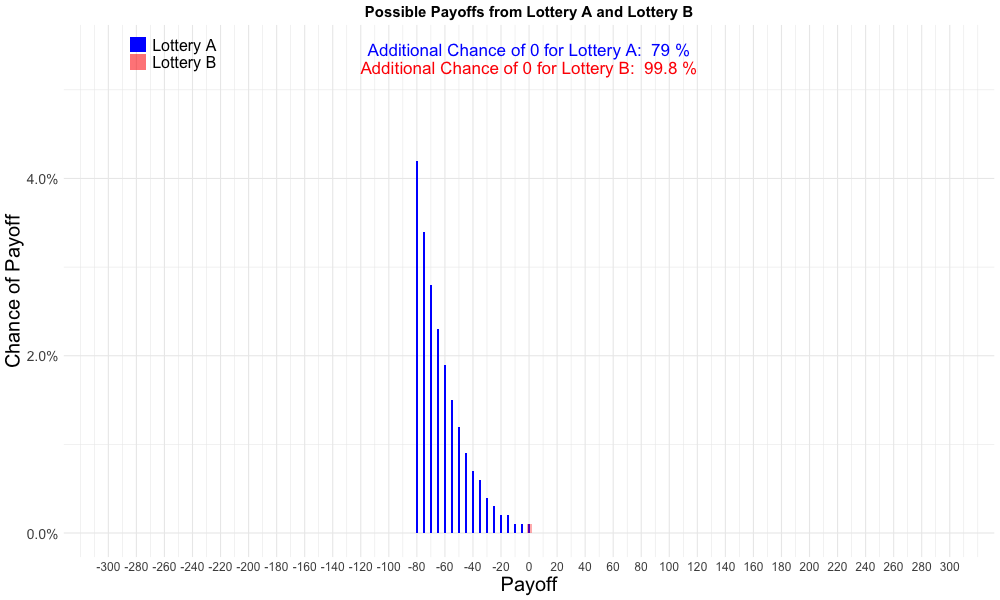 Possible Payoffs from Lottery A and Lottery B
Lottery A
Lottery B
Additional Chance of 0 for Lottery A: 79 %
Additional Chance of 0 for Lottery B: 99.8 %
Chance of Payoff
4.0%
2.0%
0.0%
-300 -280 -260 -240 -220 -200 -180 -160 -140 -120 -100 -80 -60 -40 -20 0 20 40 60 80 100 120 140 160 180 200 220 240 260 280 300
Payoff